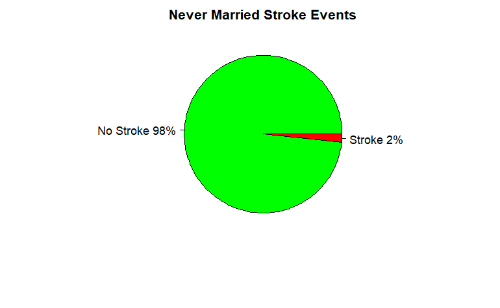 Never Married Stroke Events
No Stroke 98%
Stroke 2%